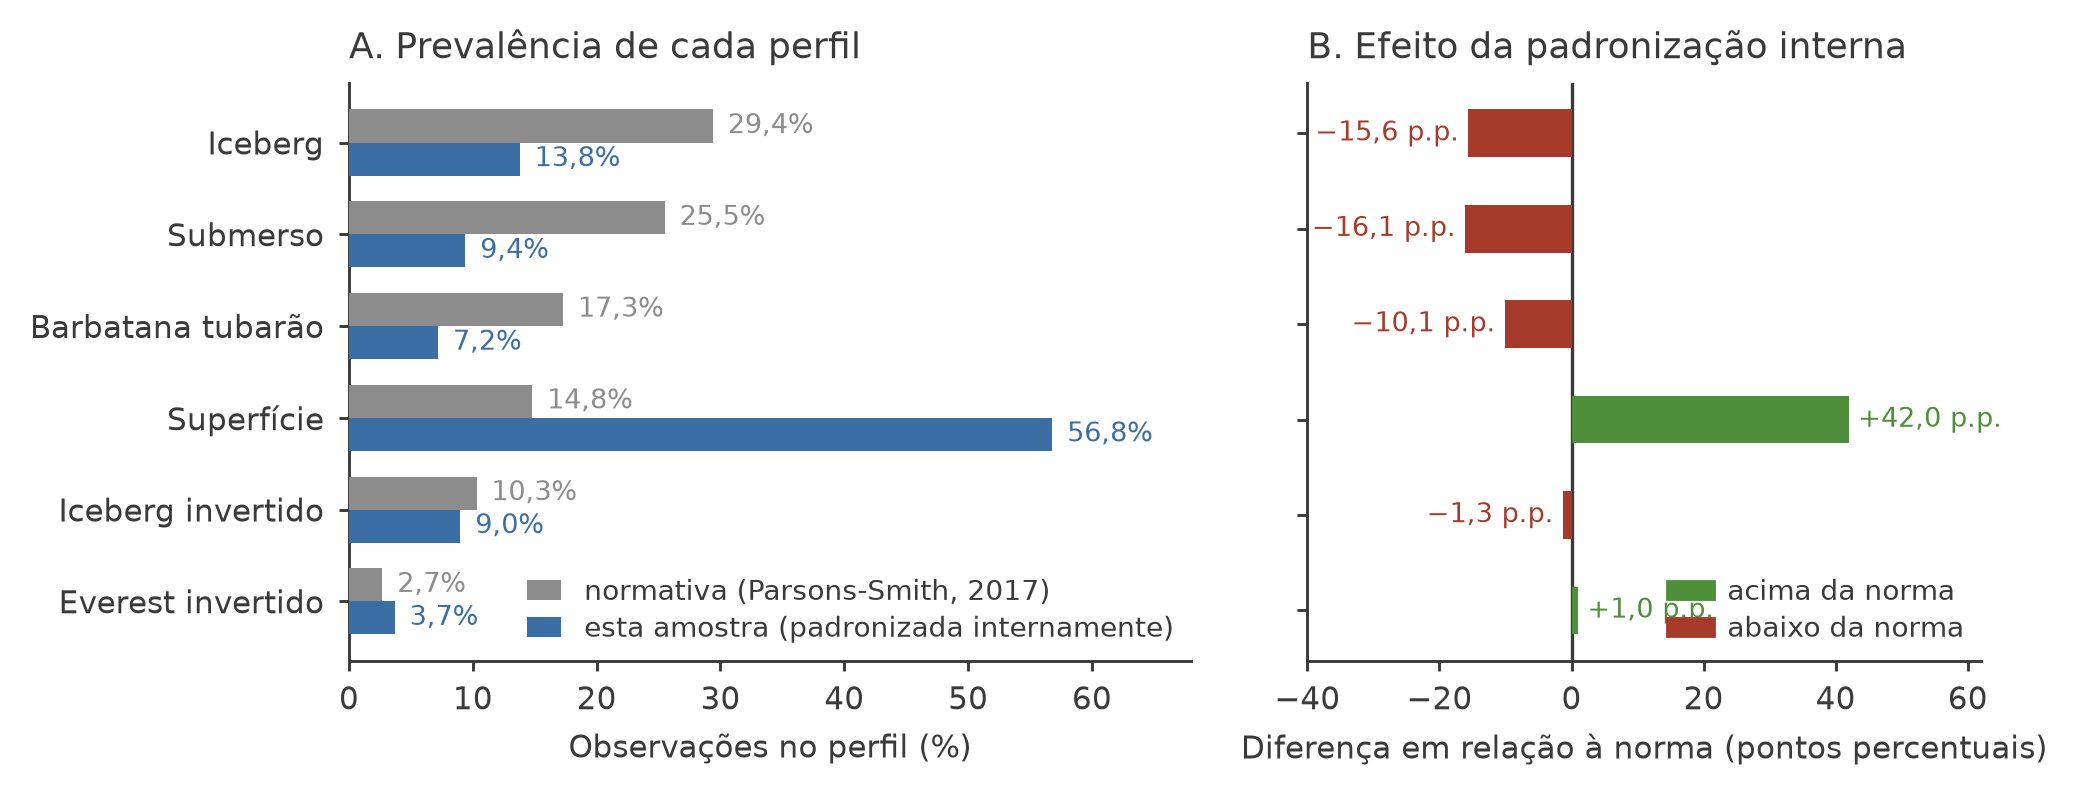 A. Prevalência de cada perfil
Iceberg
29,4%
13,8%
Submerso
25,5%
9,4%
Barbatana tubarão
17,3%
7,2%
Superfície
14,8%
56,8%
Iceberg invertido
10,3%
9,0%
Everest invertido
2,7%
3,7%
normativa (Parsons-Smith, 2017)
esta amostra (padronizada internamente)
0 10 20 30 40 50 60
Observações no perfil (%)
B. Efeito da padronização interna
−15,6 p.p.
−16,1 p.p.
−10,1 p.p.
+42,0 p.p.
−1,3 p.p.
+1,0 p.p.
acima da norma
abaixo da norma
−40 −20 0 20 40 60
Diferença em relação à norma (pontos percentuais)